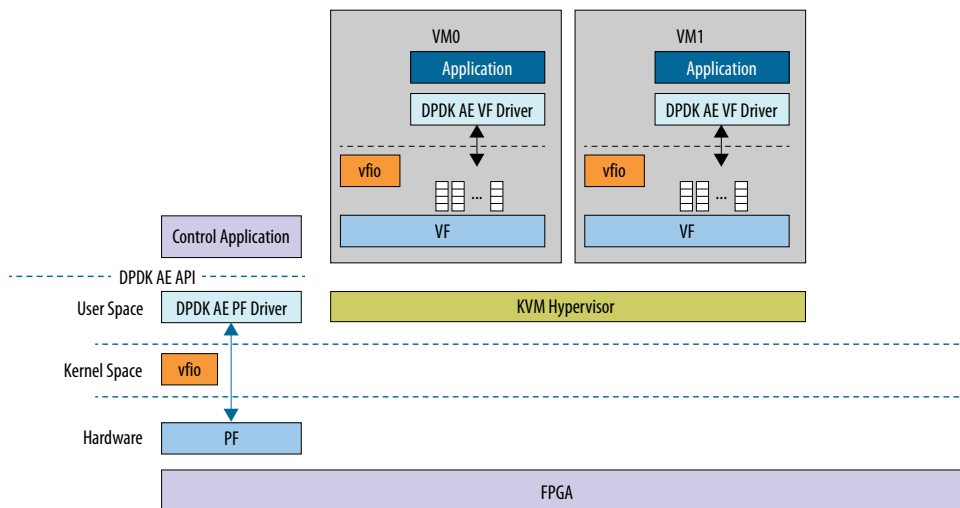 VM0
VM1
Application
Application
DPDK AE VF Driver
DPDK AE VF Driver
vfio
vfio
...
...
VF
VF
Control Application
DPDK AE API
User Space
DPDK AE PF Driver
KVM Hypervisor
Kernel Space
vfio
Hardware
PF
FPGA